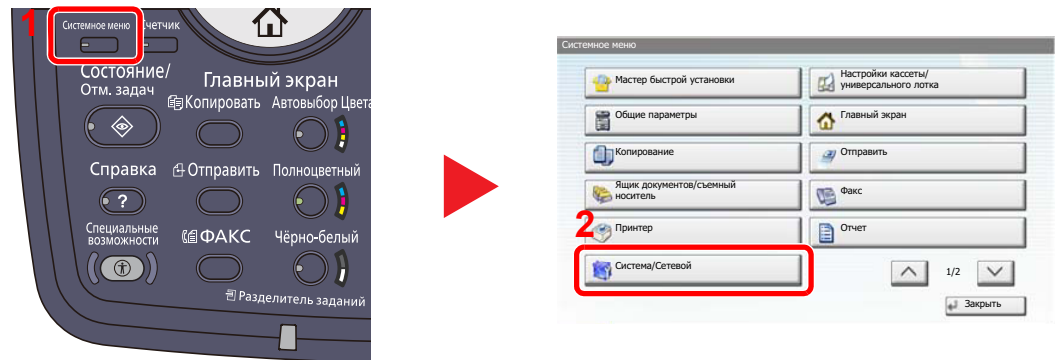 1
Системное меню
Счетчик
Состояние/
Отм. задач
Главный экран
Копировать
Автовыбор Цвета
Справка
Отправить
Полноцветный
?
Специальные
возможности
ФАКС
Чёрно-белый
Разделитель заданий
Системное меню
Мастер быстрой установки
Настройки кассеты/
универсального лотка
Общие параметры
Главный экран
Копирование
Отправить
Ящик документов/съемный
носитель
Факс
2
Принтер
Отчет
Система/Сетевой
1/2
Закрыть